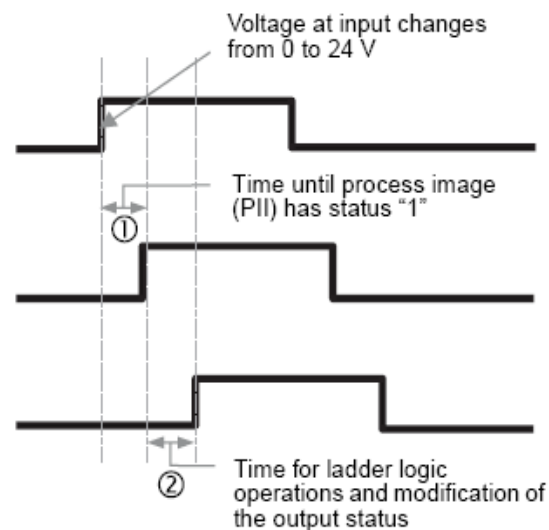 Voltage at input changes
from 0 to 24 V
Time until process image
(PII) has status “1”
①
②
Time for ladder logic
operations and modification of
the output status